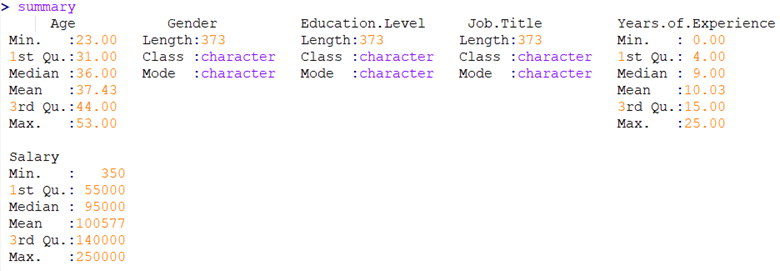 > summary
Age Gender Education.Level Job.Title Years.of.Experience
Min.   :23.00 Length:373 Length:373 Length:373 Min.   : 0.00
1st Qu.:31.00 Class :character Class :character Class :character 1st Qu.: 4.00
Median :36.00 Mode  :character Mode  :character Mode  :character Median : 9.00
Mean   :37.43 Mean   :10.03
3rd Qu.:44.00 3rd Qu.:15.00
Max.   :53.00 Max.   :25.00
Salary
Min.   :   350
1st Qu.: 55000
Median : 95000
Mean   :100577
3rd Qu.:140000
Max.   :250000